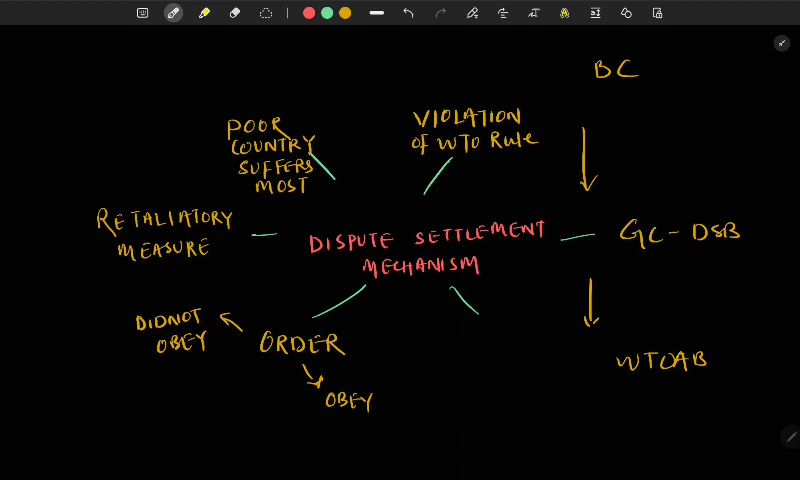 BC
POOR
COUNTRY
SUFFERS
MOST
VIOLATION
of WTO Rule
RETALIATORY
MEASURE
DISPUTE SETTLEMENT
MECHANISM
GC - DSB
DIDNOT
OBEY
ORDER
OBEY
WTOAB